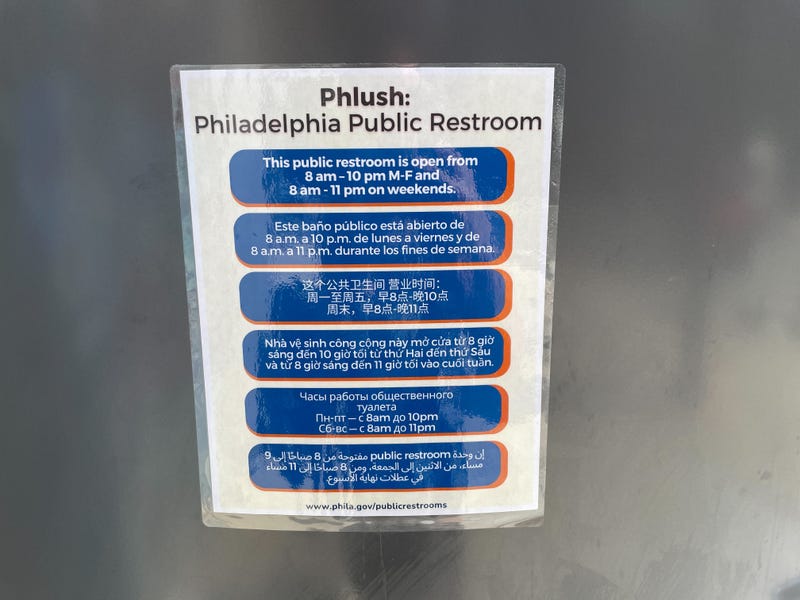 Phlush:
Philadelphia Public Restroom
This public restroom is open from
8 am – 10 pm M-F and
8 am - 11 pm on weekends.
Este baño público está abierto de
8 a.m. a 10 p.m. de lunes a viernes y de
8 a.m. a 11 p.m. durante los fines de semana.
这个公共卫生间 营业时间：
周一至周五，早8点-晚10点
周末，早8点-晚11点
Nhà vệ sinh công cộng này mở cửa từ 8 giờ
sáng đến 10 giờ tối từ thứ Hai đến thứ Sáu
và từ 8 giờ sáng đến 11 giờ tối vào cuối tuần.
Часы работы общественного
туалета
Пн-пт — с 8am до 10pm
Сб-вс — с 8am до 11pm
إن وحدة public restroom مفتوحة من 8 صباحًا إلى 9
مساءً، من الاثنين إلى الجمعة، ومن 8 صباحًا إلى 11 مساءً
في عطلات نهاية الأسبوع.
www.phila.gov/publicrestrooms